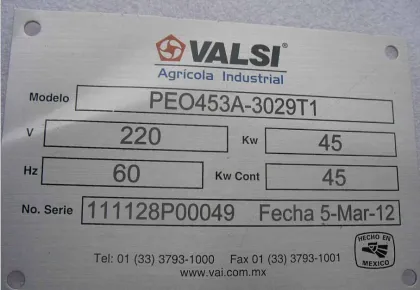 VALSI®
Agrícola Industrial
Modelo PEO453A-3029T1
V 220 Kw 45
Hz 60 Kw Cont 45
No. Serie 111128P00049 Fecha 5-Mar-12
HECHO EN
MEXICO
Tel: 01 (33) 3793-1000 Fax 01 (33) 3793-1001
www.vai.com.mx